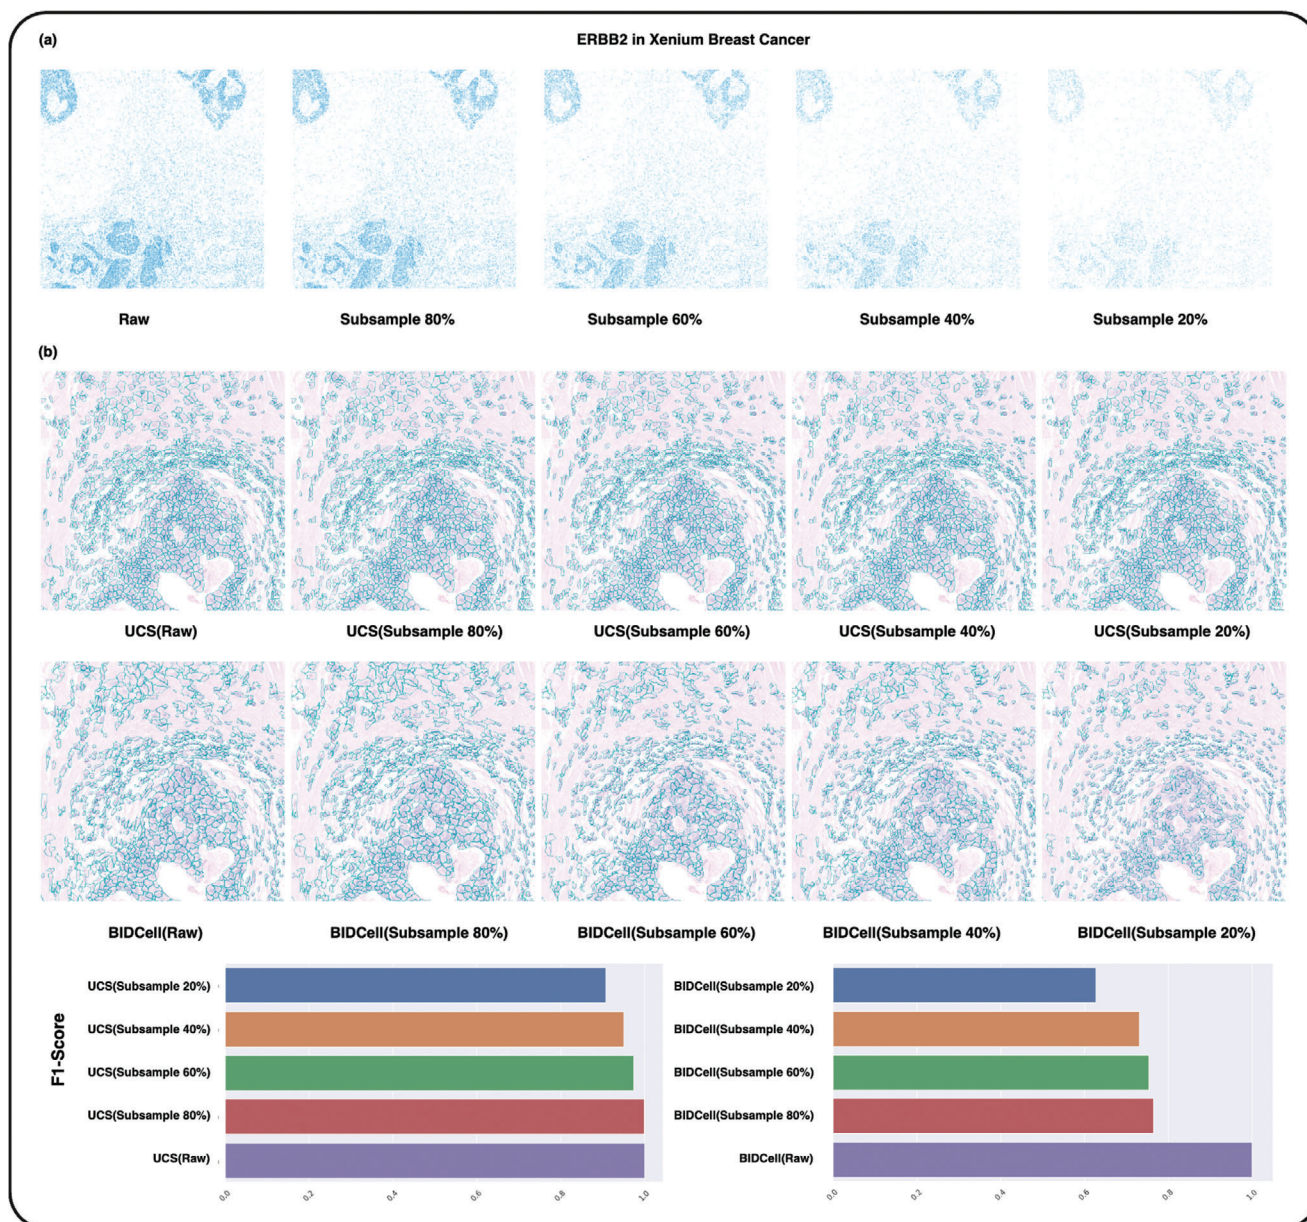 (a)
ERBB2 in Xenium Breast Cancer
Raw
Subsample 80%
Subsample 60%
Subsample 40%
Subsample 20%
(b)
UCS(Raw)
UCS(Subsample 80%)
UCS(Subsample 60%)
UCS(Subsample 40%)
UCS(Subsample 20%)
BIDCell(Raw)
BIDCell(Subsample 80%)
BIDCell(Subsample 60%)
BIDCell(Subsample 40%)
BIDCell(Subsample 20%)
F1-Score
UCS(Subsample 20%)
UCS(Subsample 40%)
UCS(Subsample 60%)
UCS(Subsample 80%)
UCS(Raw)
0.0
0.2
0.4
0.6
0.8
1.0
BIDCell(Subsample 20%)
BIDCell(Subsample 40%)
BIDCell(Subsample 60%)
BIDCell(Subsample 80%)
BIDCell(Raw)
0.0
0.2
0.4
0.6
0.8
1.0